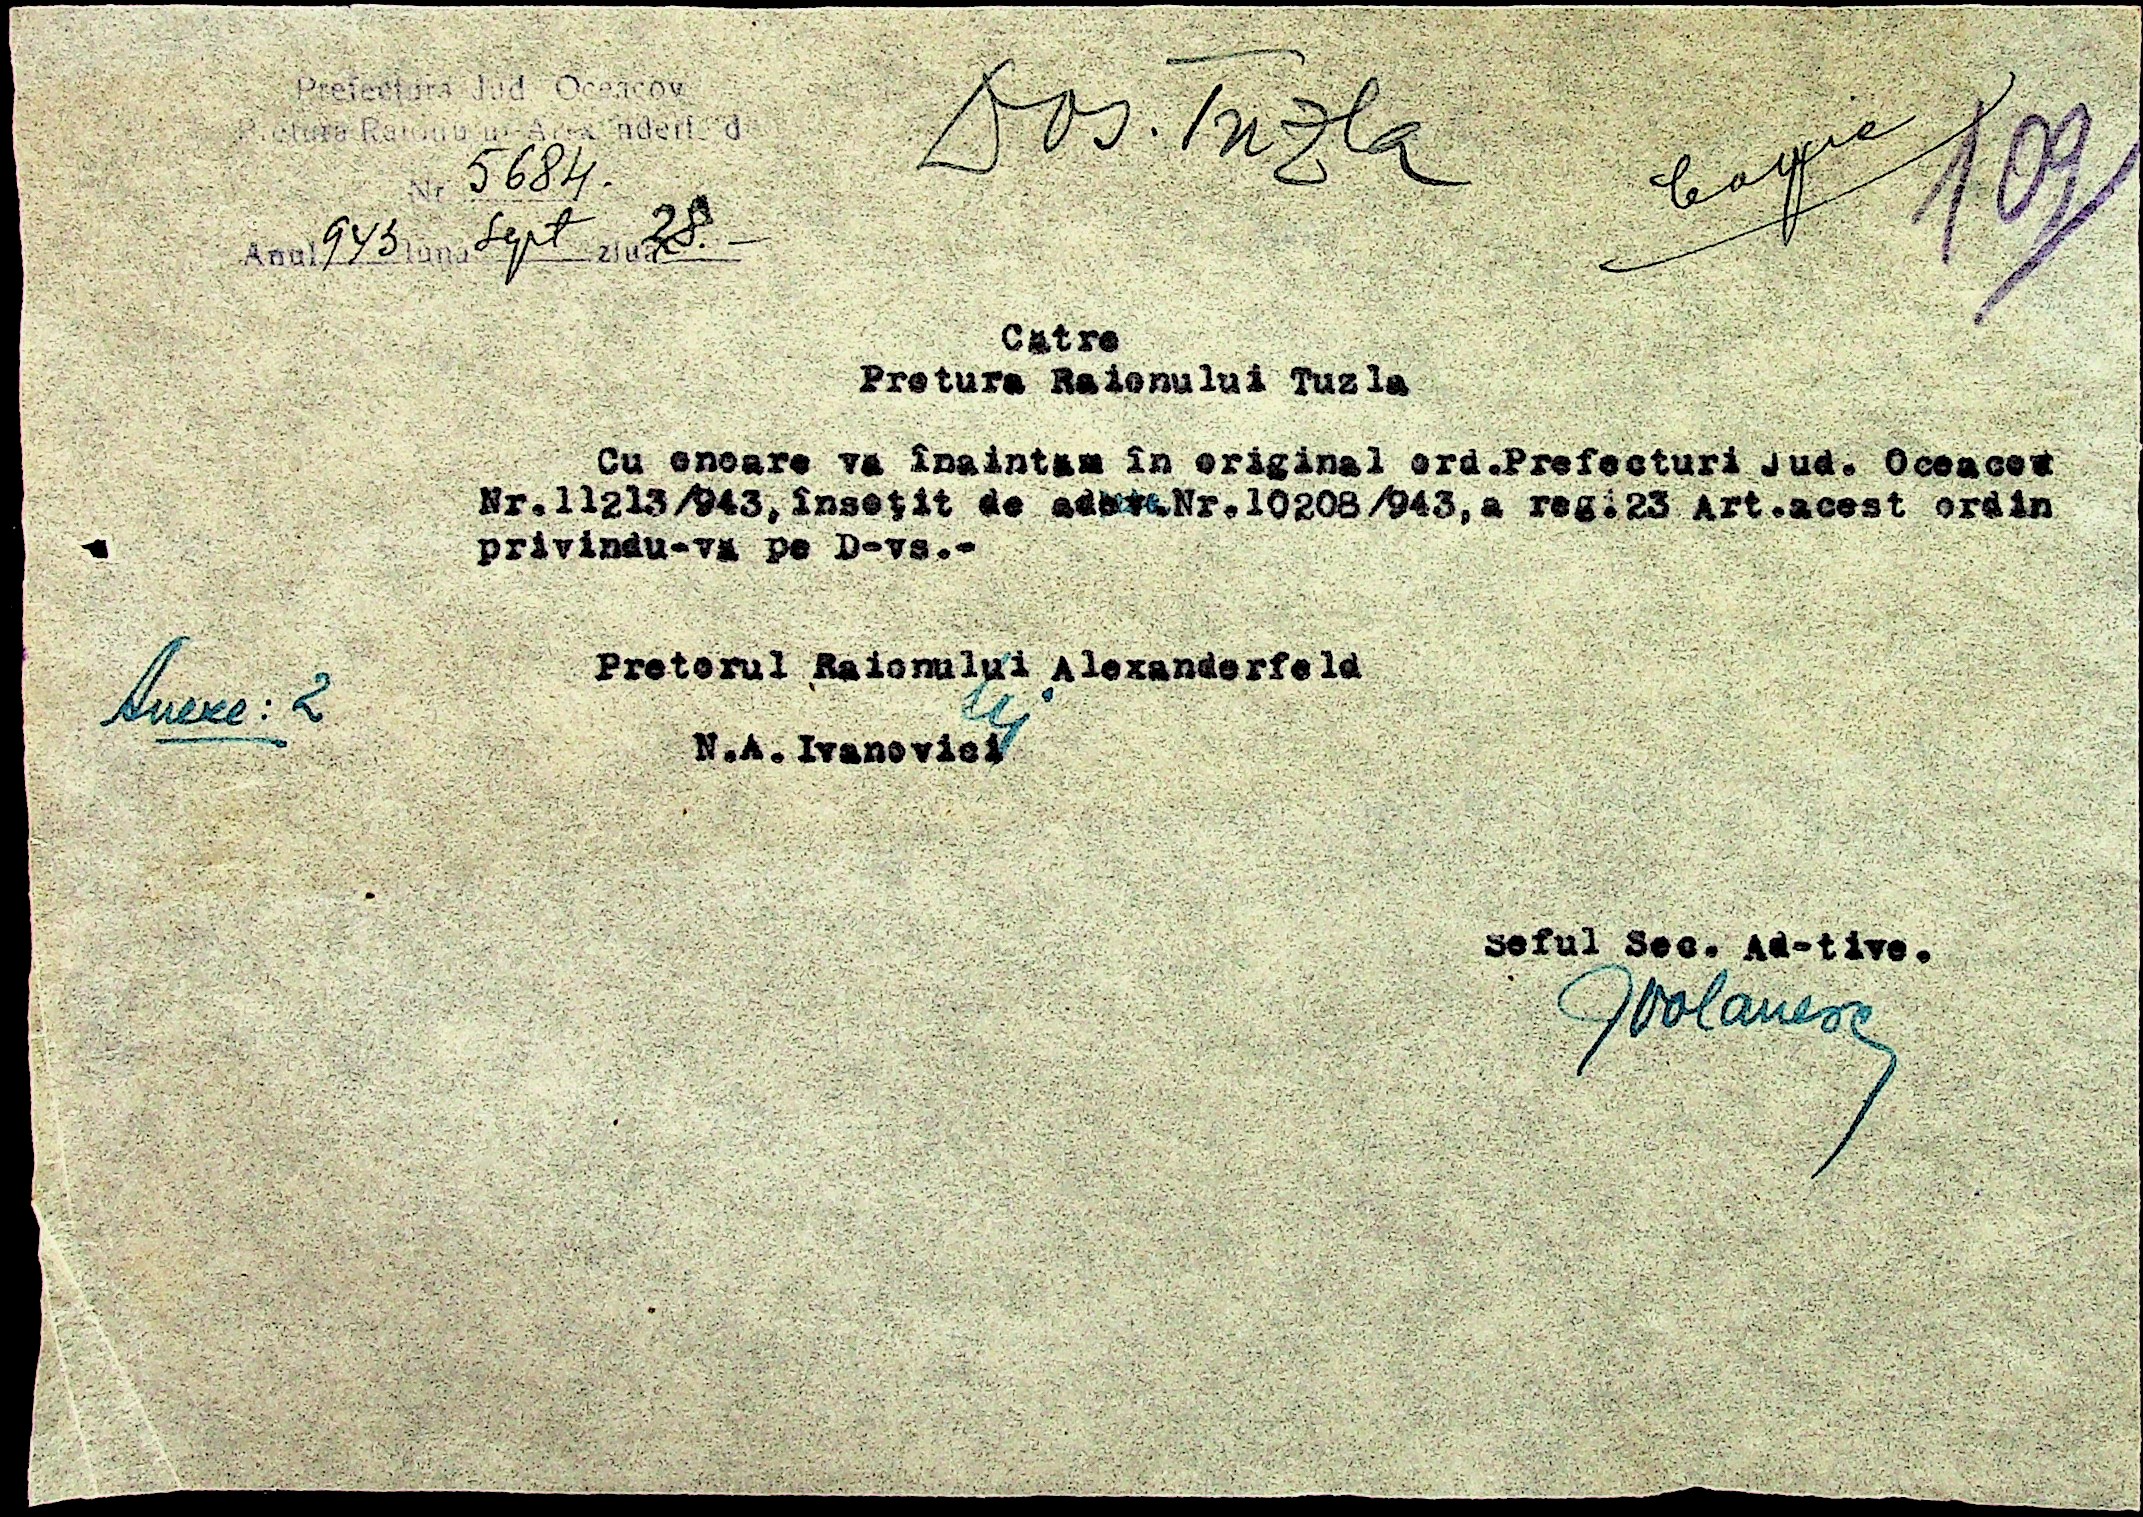 Prefectura Jud Oceacov
Pretura Raionului Alexanderfeld
Nr 5684.
Anul 943 luna Sept ziua 28.-
Dos. Tuzla
Coppie
109
Catre
Pretura Raionului Tuzla
Cu onoare va înaintam în original ord.Prefecturi Jud. Oceacov
Nr.11213/943,însoţit de adev.Nr.10208/943,a reg:23 Art.acest ordin
privindu-va pe D-vs.-
Anexe: 2
Pretorul Raionului Alexanderfeld
N.A.Ivanovici
Seful Sec. Ad-tive.